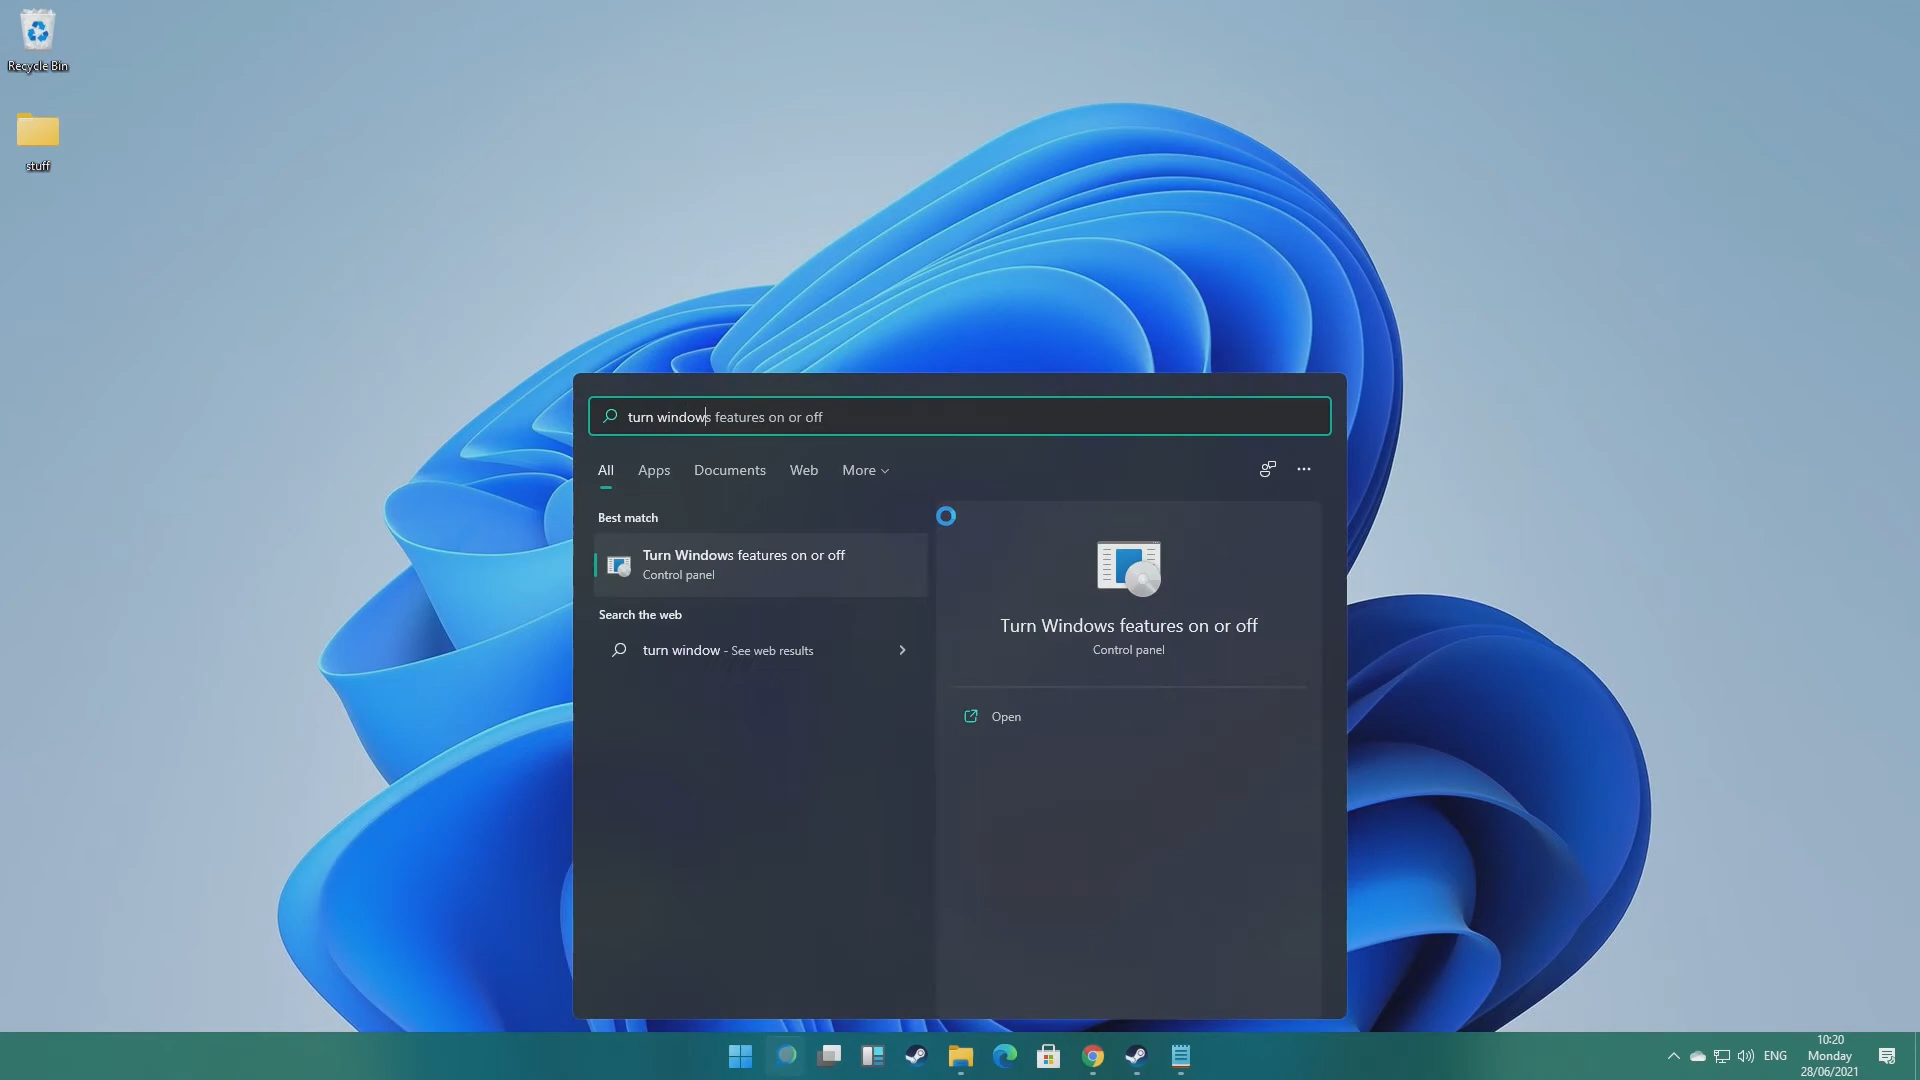 Recycle Bin
stuff
turn windows features on or off
All Apps Documents Web More
Best match
Turn Windows features on or off
Control panel
Search the web
turn window - See web results
Turn Windows features on or off
Control panel
Open
ENG
10:20
Monday
28/06/2021